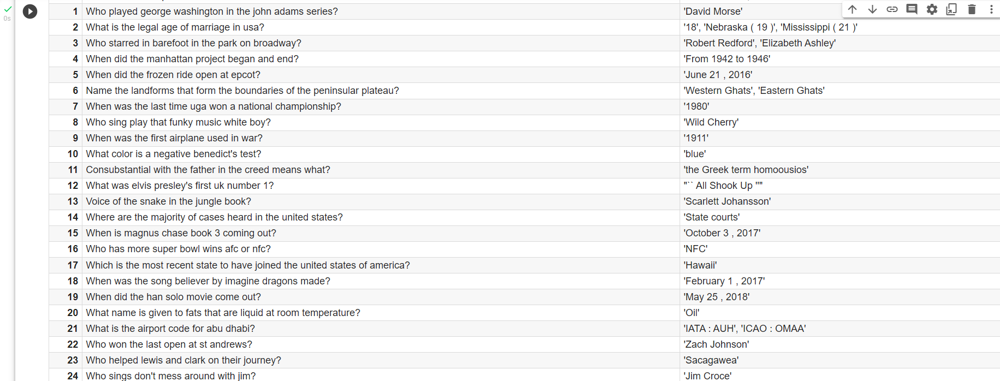 0s
1 Who played george washington in the john adams series? 'David Morse'
2 What is the legal age of marriage in usa? '18', 'Nebraska ( 19 )', 'Mississippi ( 21 )'
3 Who starred in barefoot in the park on broadway? 'Robert Redford', 'Elizabeth Ashley'
4 When did the manhattan project began and end? 'From 1942 to 1946'
5 When did the frozen ride open at epcot? 'June 21 , 2016'
6 Name the landforms that form the boundaries of the peninsular plateau? 'Western Ghats', 'Eastern Ghats'
7 When was the last time uga won a national championship? '1980'
8 Who sing play that funky music white boy? 'Wild Cherry'
9 When was the first airplane used in war? '1911'
10 What color is a negative benedict's test? 'blue'
11 Consubstantial with the father in the creed means what? 'the Greek term homoousios'
12 What was elvis presley's first uk number 1? "`` All Shook Up ''"
13 Voice of the snake in the jungle book? 'Scarlett Johansson'
14 Where are the majority of cases heard in the united states? 'State courts'
15 When is magnus chase book 3 coming out? 'October 3 , 2017'
16 Who has more super bowl wins afc or nfc? 'NFC'
17 Which is the most recent state to have joined the united states of america? 'Hawaii'
18 When was the song believer by imagine dragons made? 'February 1 , 2017'
19 When did the han solo movie come out? 'May 25 , 2018'
20 What name is given to fats that are liquid at room temperature? 'Oil'
21 What is the airport code for abu dhabi? 'IATA : AUH', 'ICAO : OMAA'
22 Who won the last open at st andrews? 'Zach Johnson'
23 Who helped lewis and clark on their journey? 'Sacagawea'
24 Who sings don't mess around with jim? 'Jim Croce'